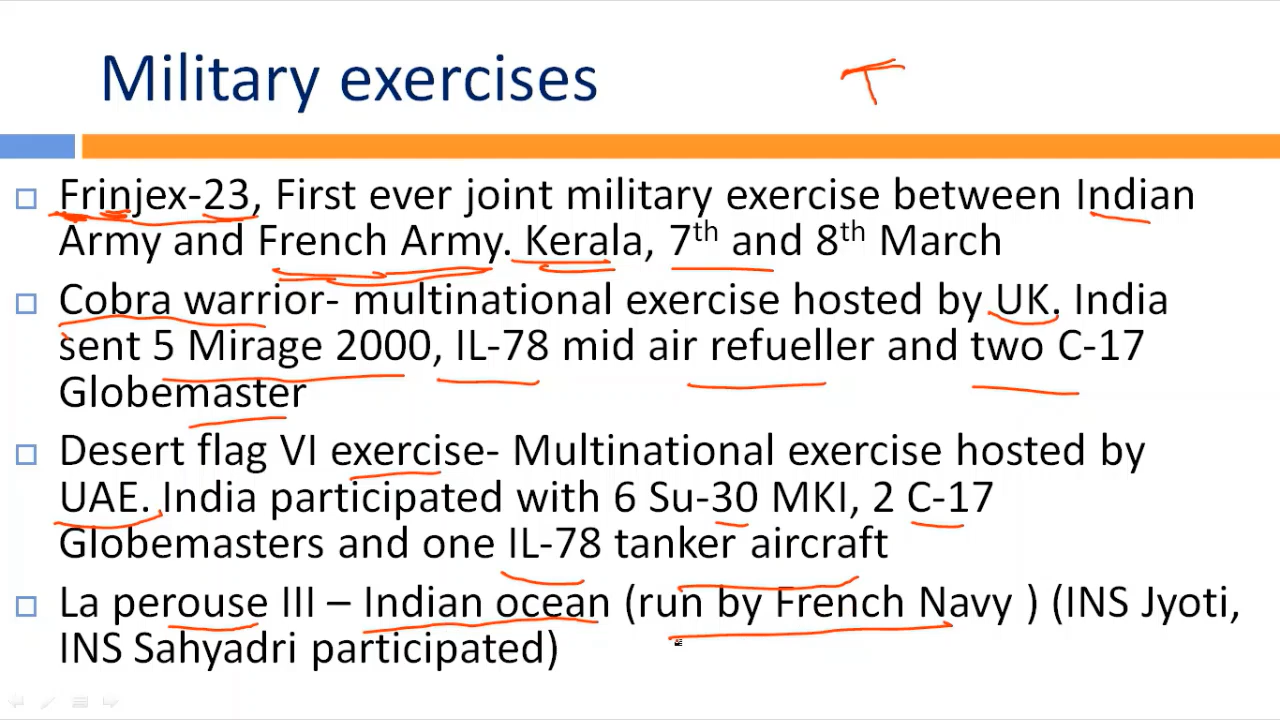 Military exercises
Frinjex-23, First ever joint military exercise between Indian
Army and French Army. Kerala, 7th and 8th March
Cobra warrior- multinational exercise hosted by UK. India
sent 5 Mirage 2000, IL-78 mid air refueller and two C-17
Globemaster
Desert flag VI exercise- Multinational exercise hosted by
UAE. India participated with 6 Su-30 MKI, 2 C-17
Globemasters and one IL-78 tanker aircraft
La perouse III – Indian ocean (run by French Navy ) (INS Jyoti,
INS Sahyadri participated)